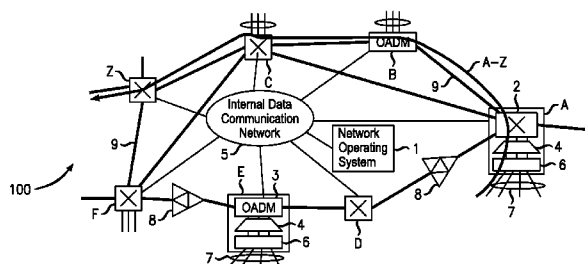 OADM
B
A-Z
9
C
Z
2
A
Internal Data
Communication
Network
5
Network
Operating
System
1
4
6
7
9
100
F
8
E
3
OADM
4
6
7
D
8